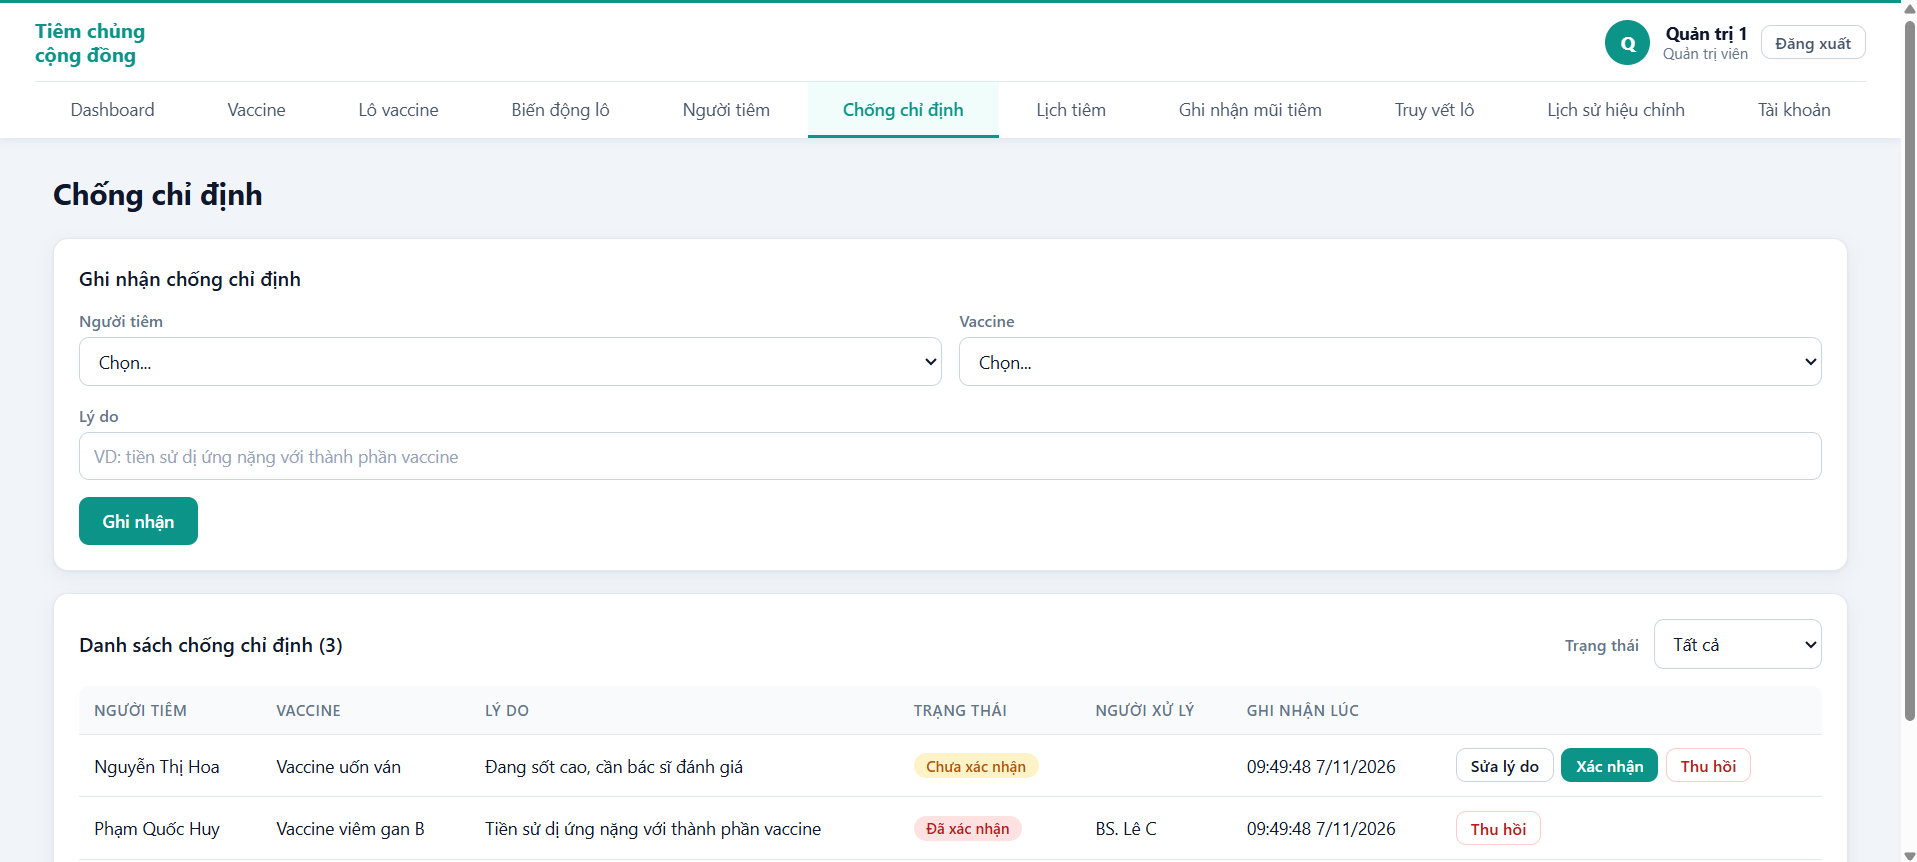 Tiêm chủng
cộng đồng
Q
Quản trị 1
Quản trị viên
Đăng xuất
Dashboard
Vaccine
Lô vaccine
Biến động lô
Người tiêm
Chống chỉ định
Lịch tiêm
Ghi nhận mũi tiêm
Truy vết lô
Lịch sử hiệu chỉnh
Tài khoản
Chống chỉ định
Ghi nhận chống chỉ định
Người tiêm
Vaccine
Chọn...
Chọn...
Lý do
VD: tiền sử dị ứng nặng với thành phần vaccine
Ghi nhận
Danh sách chống chỉ định (3)
Trạng thái
Tất cả
NGƯỜI TIÊM
VACCINE
LÝ DO
TRẠNG THÁI
NGƯỜI XỬ LÝ
GHI NHẬN LÚC
Nguyễn Thị Hoa
Vaccine uốn ván
Đang sốt cao, cần bác sĩ đánh giá
Chưa xác nhận
09:49:48 7/11/2026
Sửa lý do
Xác nhận
Thu hồi
Phạm Quốc Huy
Vaccine viêm gan B
Tiền sử dị ứng nặng với thành phần vaccine
Đã xác nhận
BS. Lê C
09:49:48 7/11/2026
Thu hồi